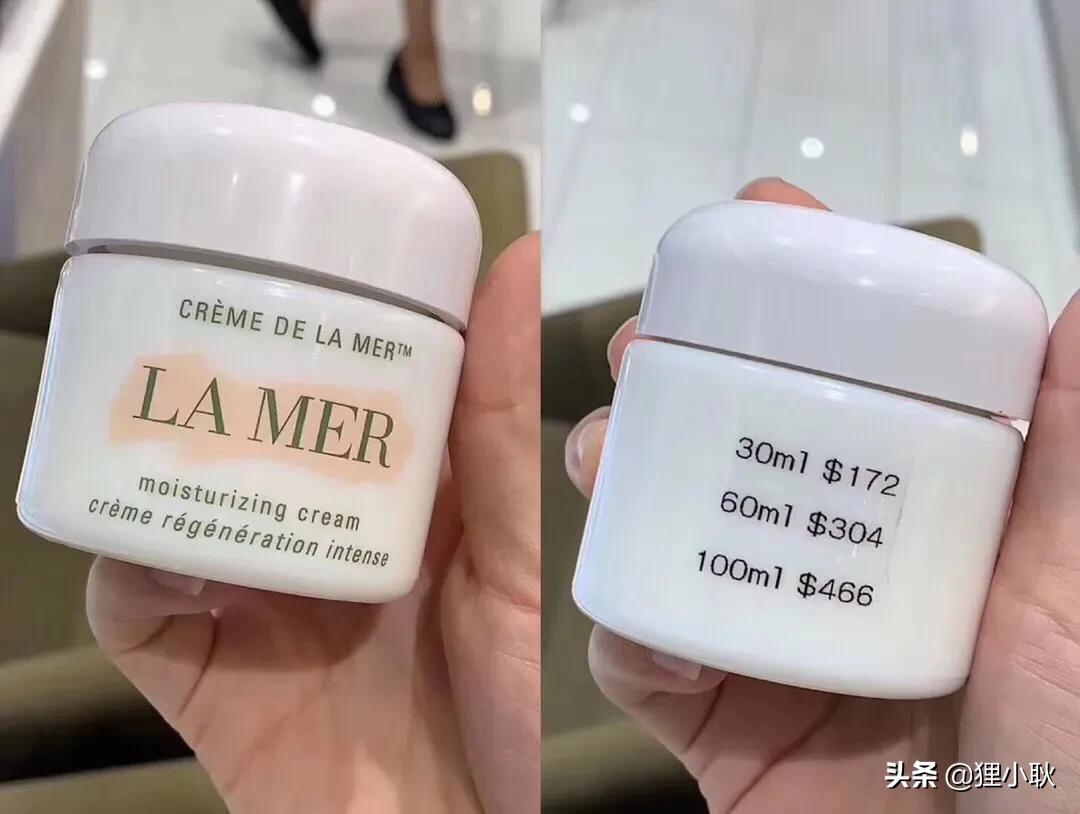 CRÈME DE LA MER™
LA MER
moisturizing cream
crème régénération intense
30ml $172
60ml $304
100ml $466
头条 @狸小耿